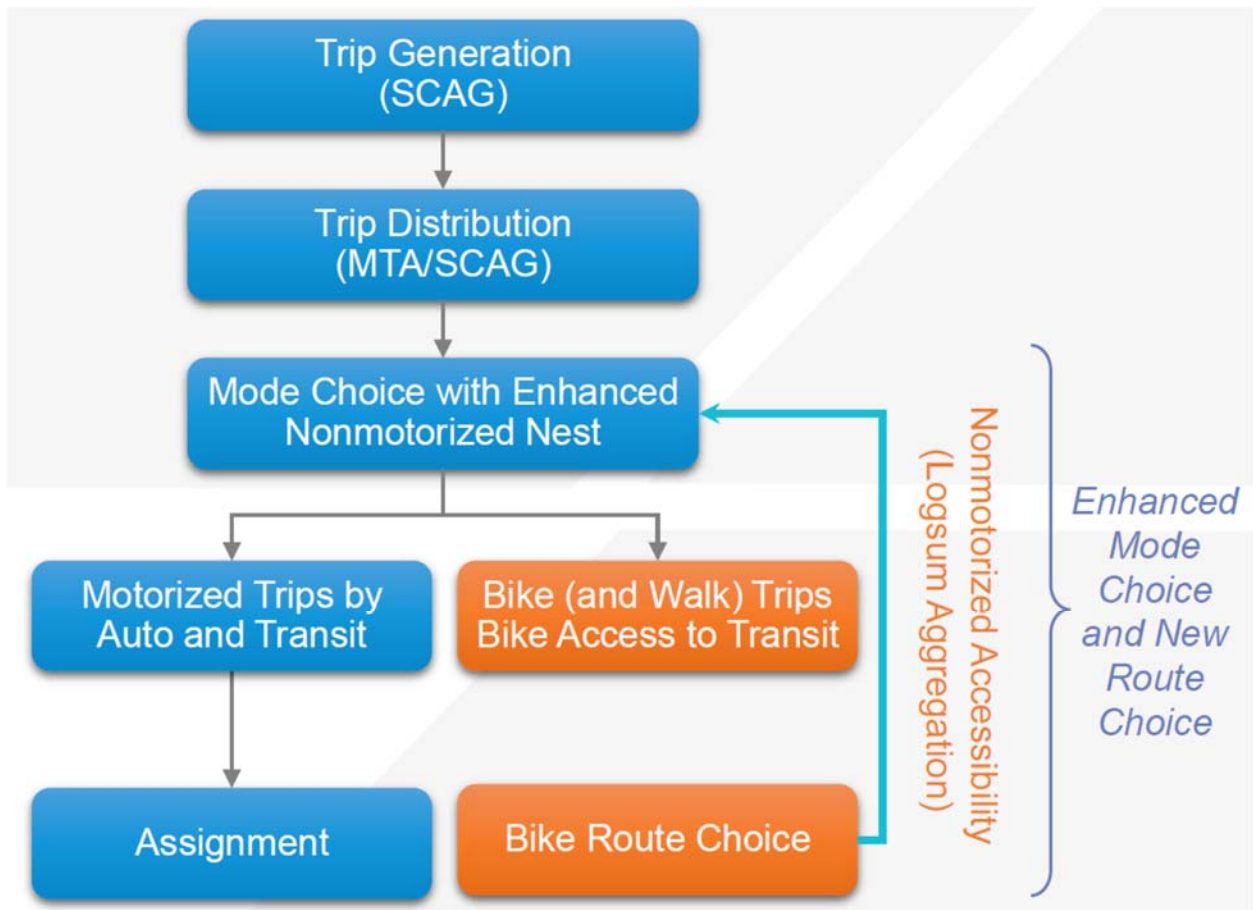 Trip Generation
(SCAG)
Trip Distribution
(MTA/SCAG)
Mode Choice with Enhanced
Nonmotorized Nest
Motorized Trips by
Auto and Transit
Bike (and Walk) Trips
Bike Access to Transit
Assignment
Bike Route Choice
Nonmotorized Accessibility
(Logsum Aggregation)
Enhanced
Mode
Choice
and New
Route
Choice